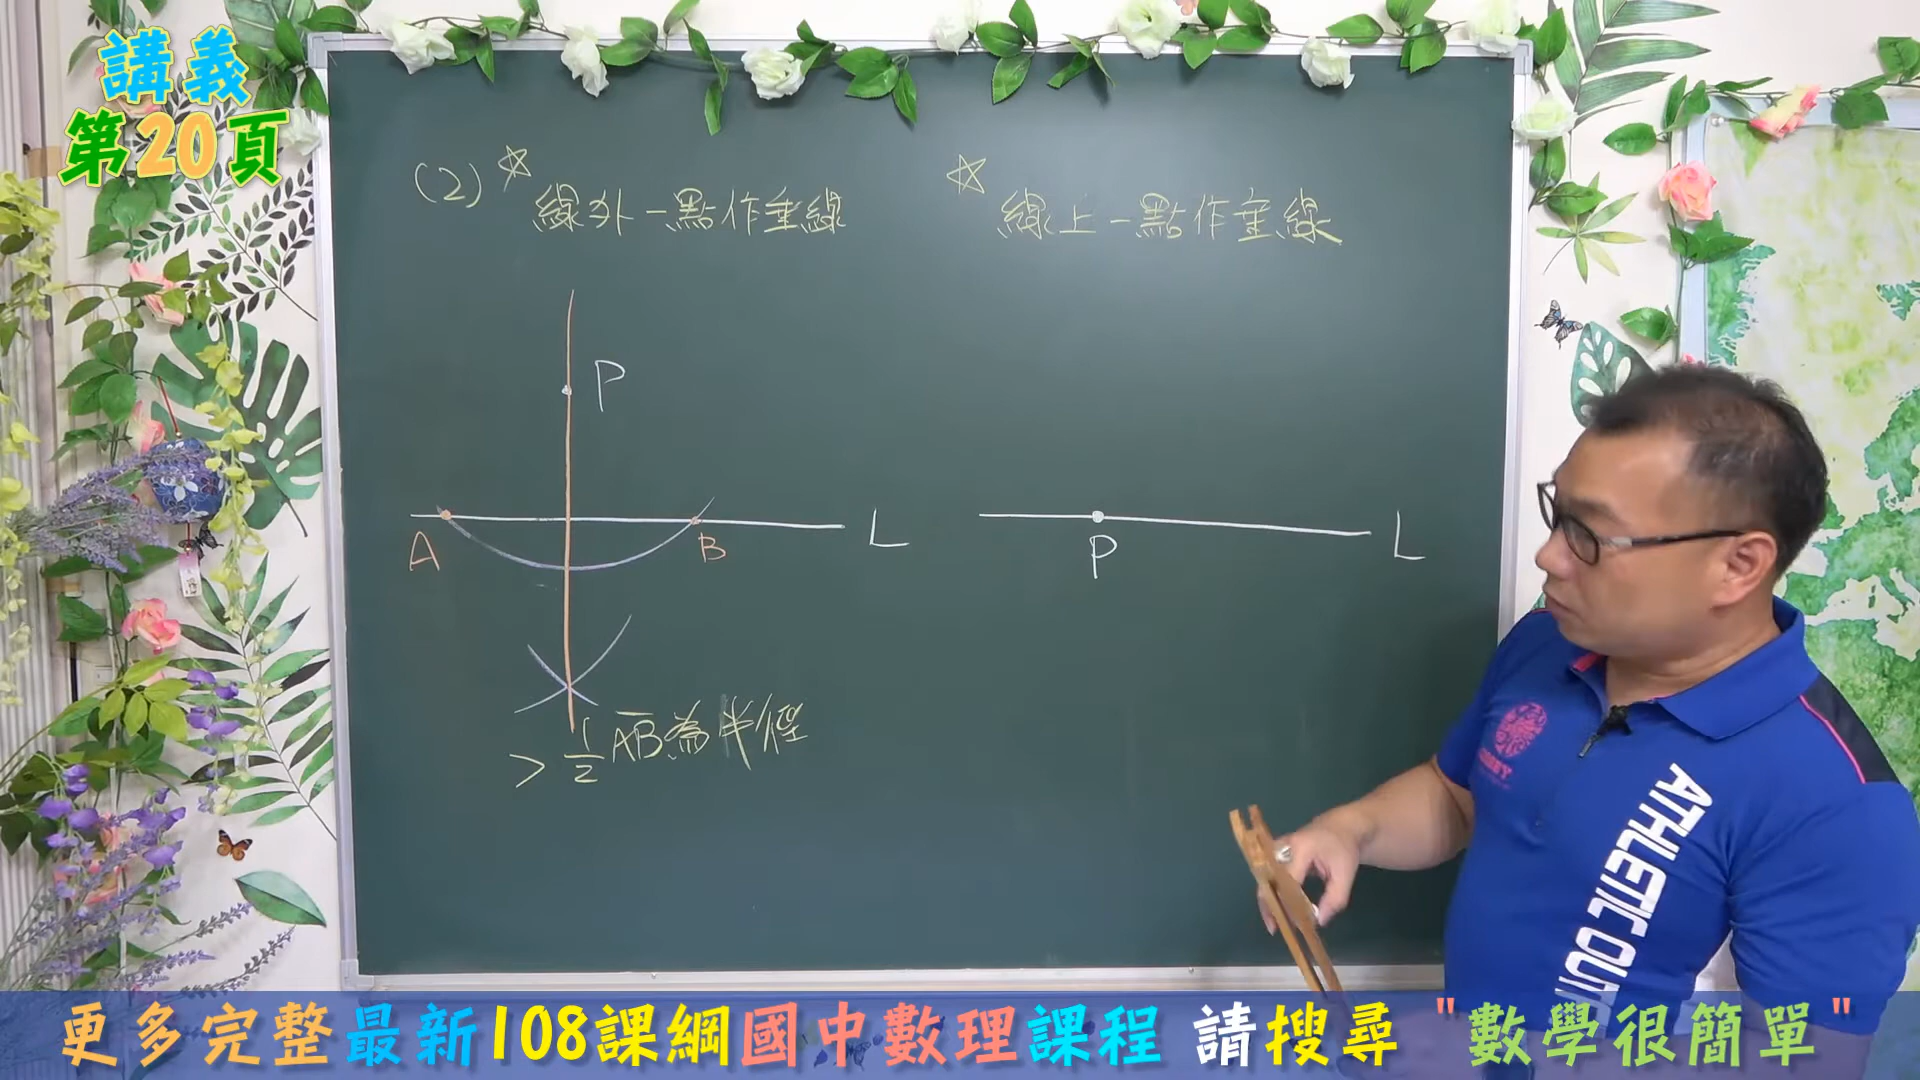 講義
第20頁
(2) ☆ 線外一點作垂線
☆ 線上一點作垂線
P
A
B
L
P
L
> 1/2 AB為半徑
ATHLETIC OUT
更多完整最新108課綱國中數理課程 請搜尋 "數學很簡單"